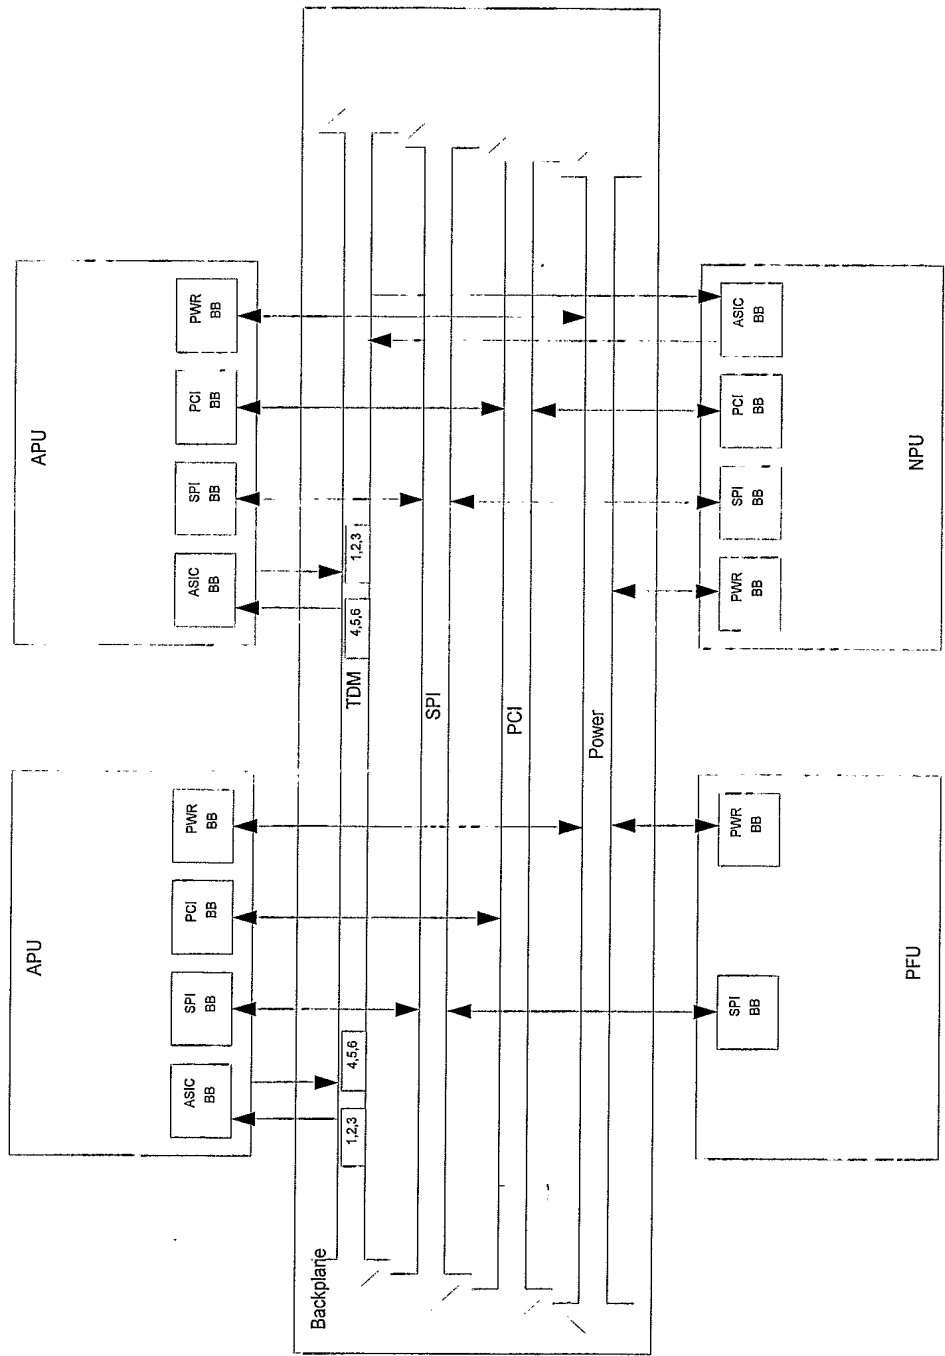 APU
ASIC
BB
SPI
BB
PCI
BB
PWR
BB
APU
ASIC
BB
SPI
BB
PCI
BB
PWR
BB
Backplane
1,2,3
4,5,6
TDM
4,5,6
1,2,3
SPI
PCI
Power
SPI
BB
PWR
BB
PFU
PWR
BB
SPI
BB
PCI
BB
ASIC
BB
NPU